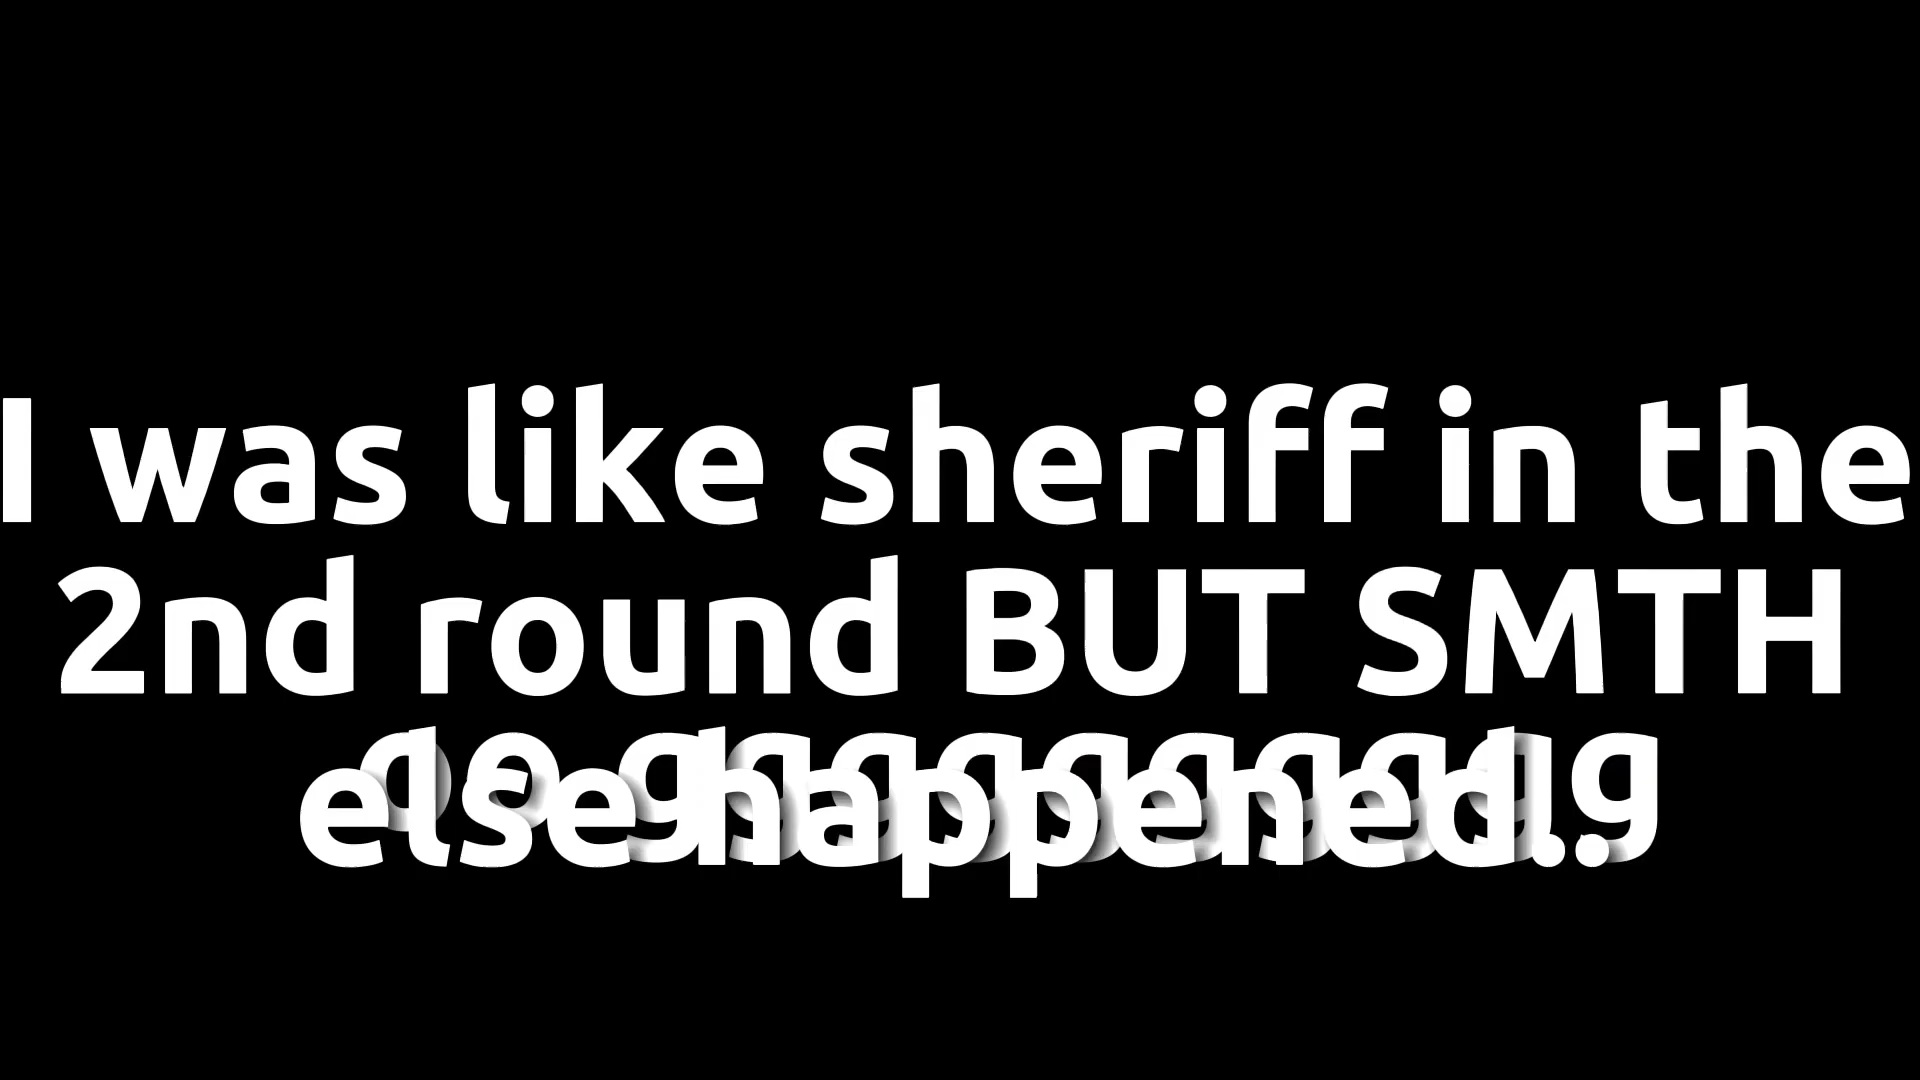 I was like sheriff in the
2nd round BUT SMTH
else happened..